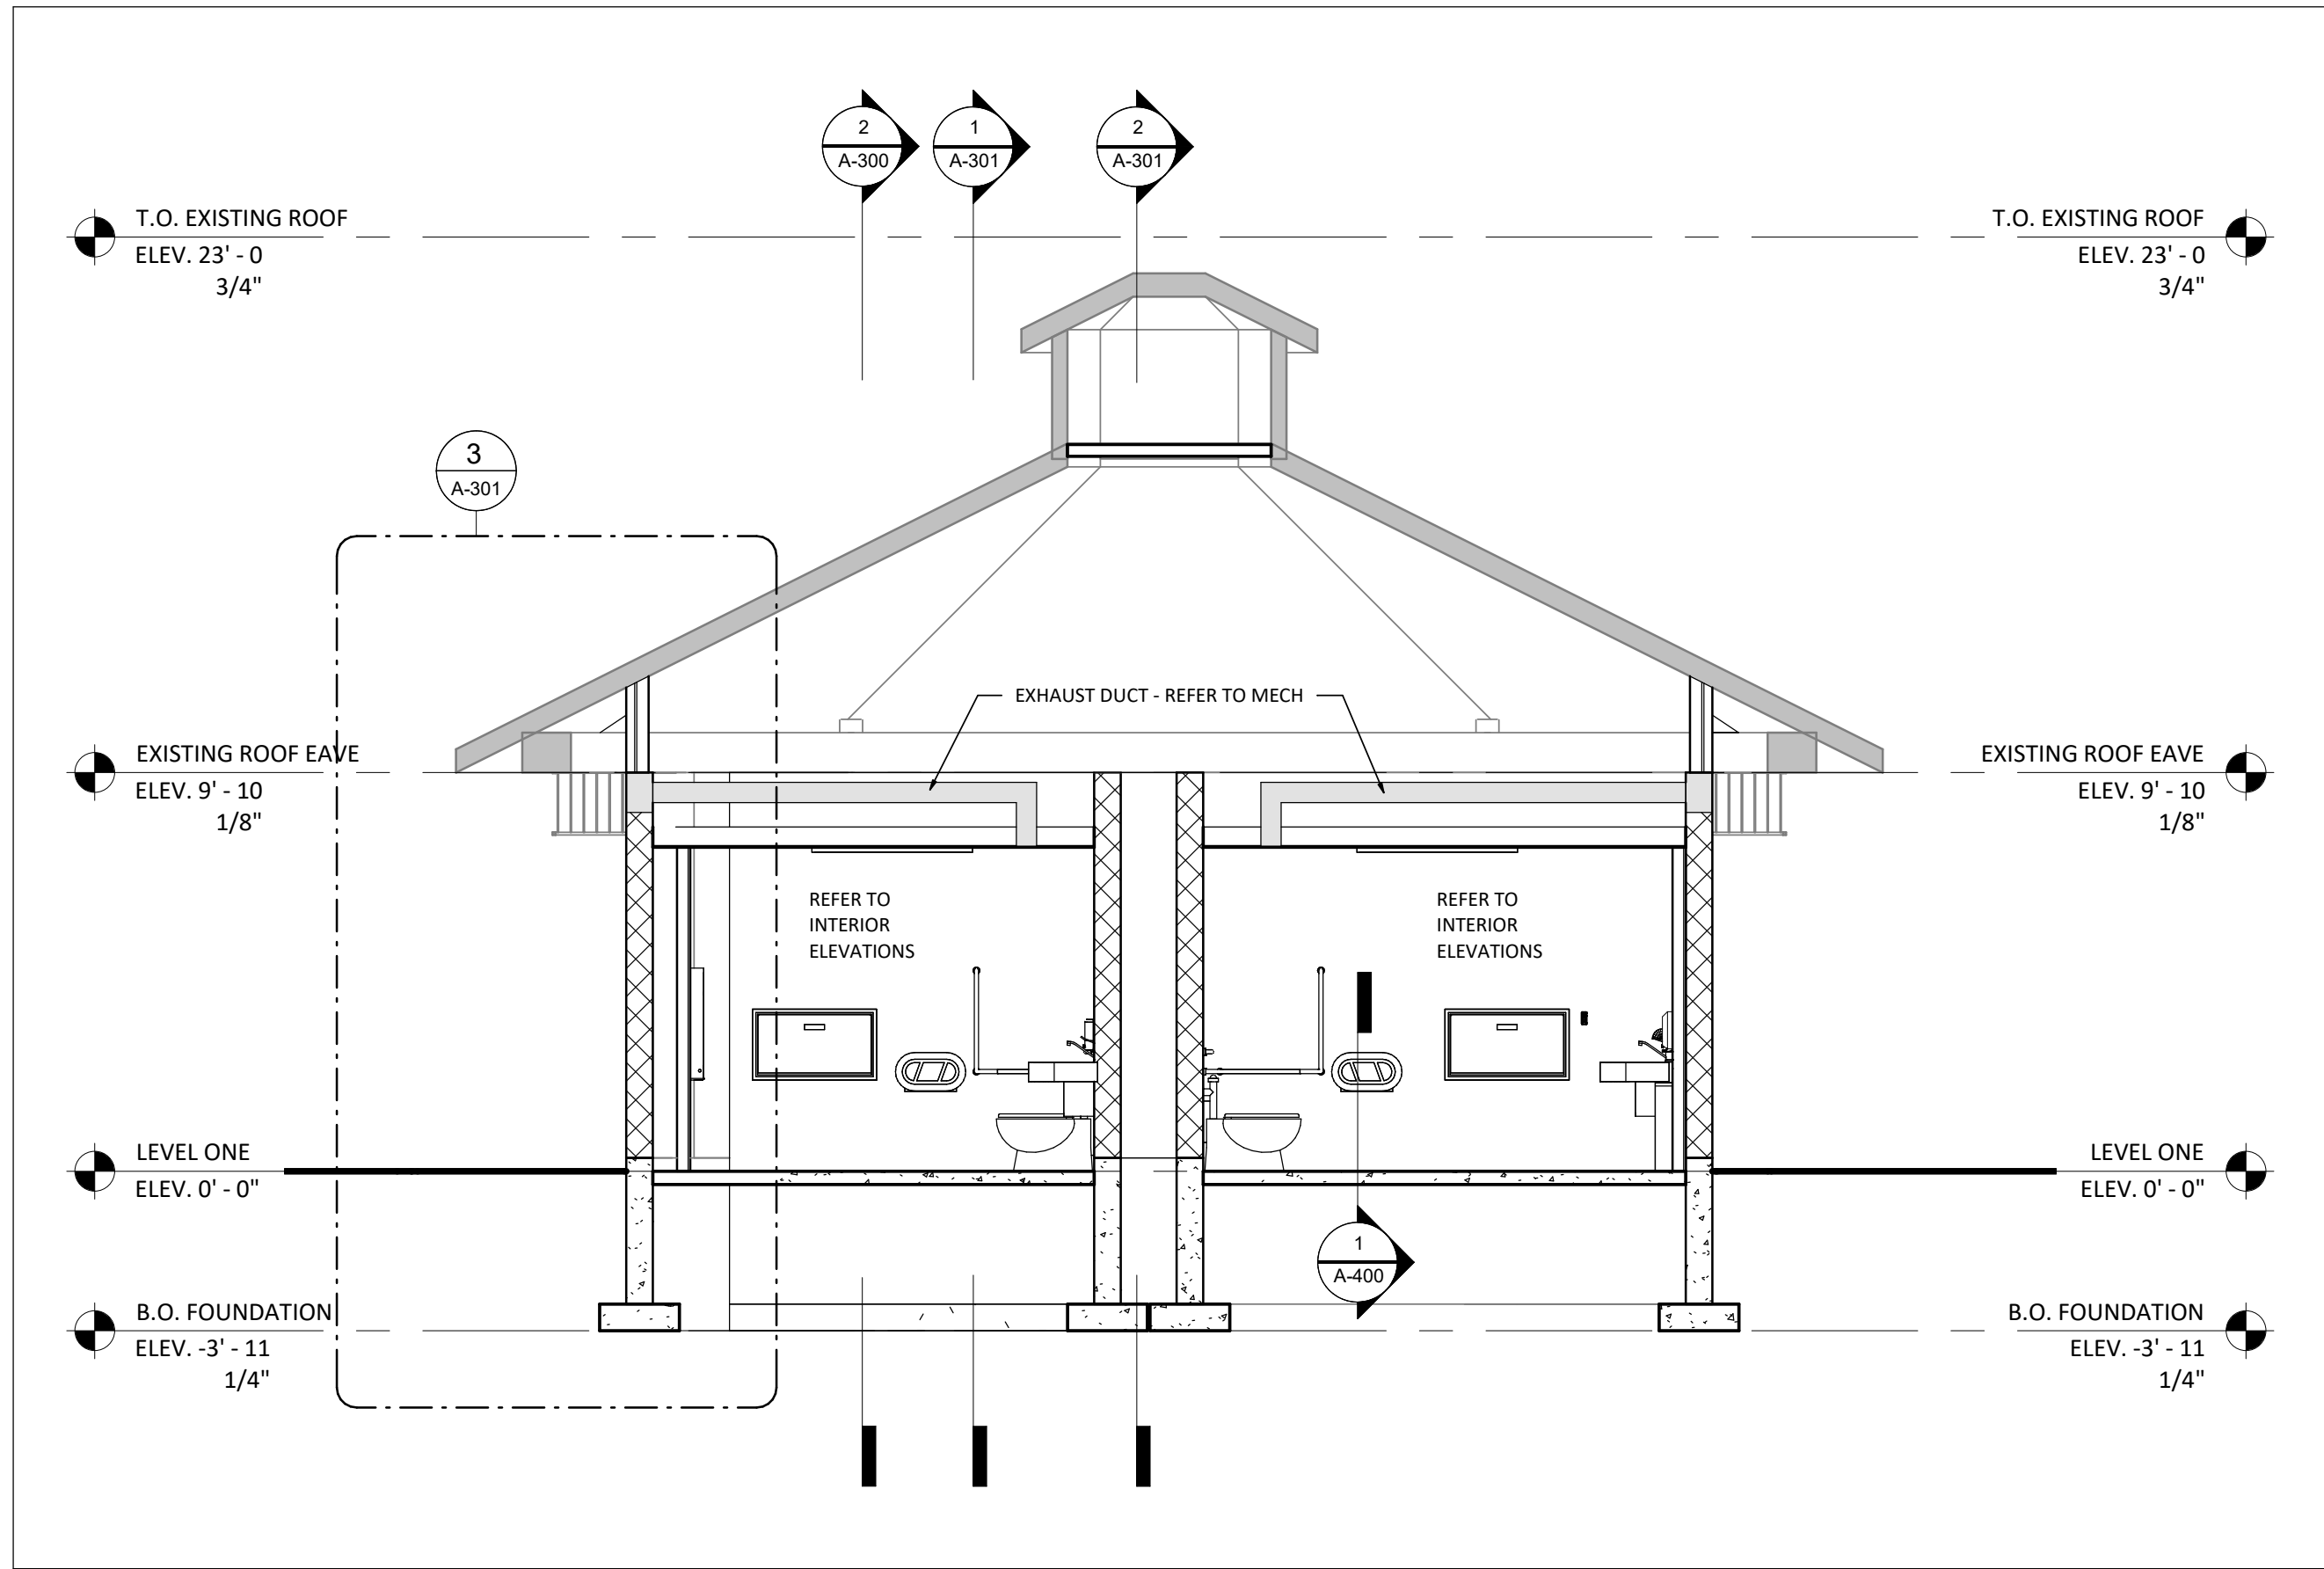 2
A-300
1
A-301
2
A-301
T.O. EXISTING ROOF
ELEV. 23' - 0
3/4"
T.O. EXISTING ROOF
ELEV. 23' - 0
3/4"
3
A-301
EXHAUST DUCT - REFER TO MECH
EXISTING ROOF EAVE
ELEV. 9' - 10
1/8"
EXISTING ROOF EAVE
ELEV. 9' - 10
1/8"
REFER TO
INTERIOR
ELEVATIONS
REFER TO
INTERIOR
ELEVATIONS
LEVEL ONE
ELEV. 0' - 0"
LEVEL ONE
ELEV. 0' - 0"
1
A-400
B.O. FOUNDATION
ELEV. -3' - 11
1/4"
B.O. FOUNDATION
ELEV. -3' - 11
1/4"